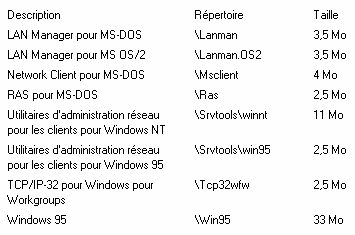 Description Répertoire Taille
LAN Manager pour MS-DOS \Lanman 3,5 Mo
LAN Manager pour MS OS/2 \Lanman.OS2 3,5 Mo
Network Client pour MS-DOS \Msclient 4 Mo
RAS pour MS-DOS \Ras 2,5 Mo
Utilitaires d'administration réseau \Srvtools\winnt 11 Mo
pour les clients pour Windows NT
Utilitaires d'administration réseau \Srvtools\win95 2,5 Mo
pour les clients pour Windows 95
TCP/IP-32 pour Windows pour \Tcp32wfw 2,5 Mo
Workgroups
Windows 95 \Win95 33 Mo